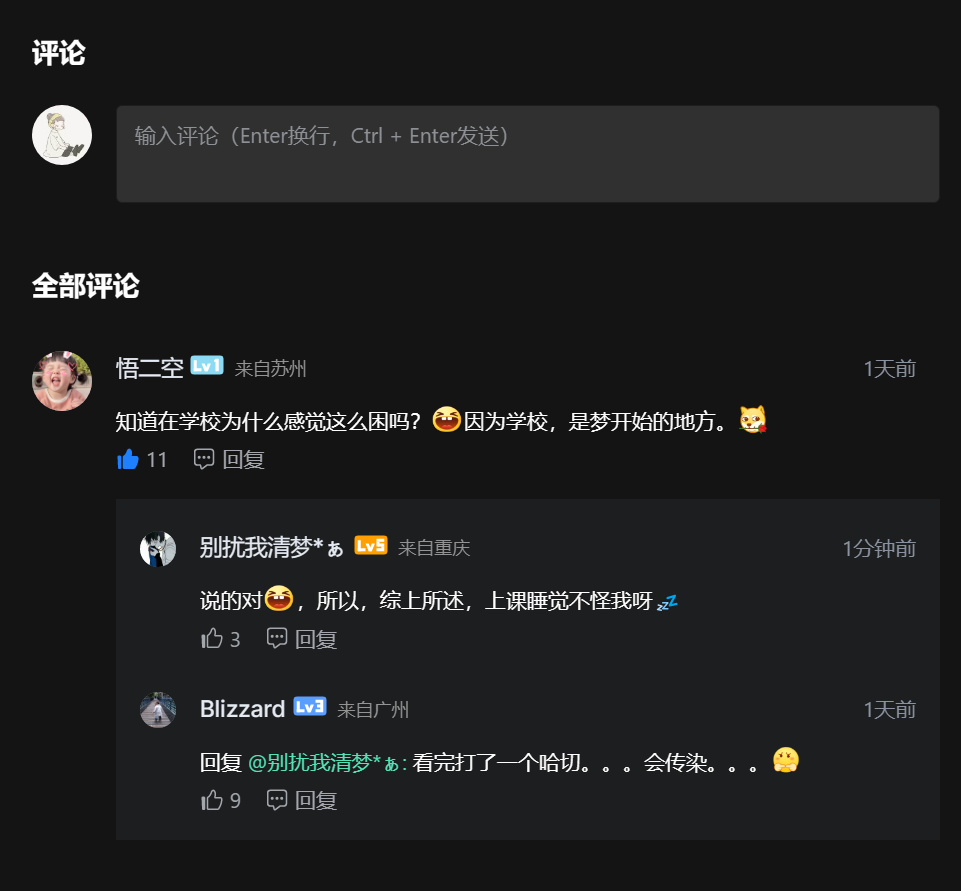 评论
输入评论（Enter换行，Ctrl + Enter发送）
全部评论
悟二空 Lv1 来自苏州 1天前
知道在学校为什么感觉这么困吗？😆因为学校，是梦开始的地方。😼
11 回复
别扰我清梦*ぁ Lv5 来自重庆 1分钟前
说的对😆，所以，综上所述，上课睡觉不怪我呀💤
3 回复
Blizzard Lv3 来自广州 1天前
回复 @别扰我清梦*ぁ: 看完打了一个哈切。。。会传染。。。😤
9 回复